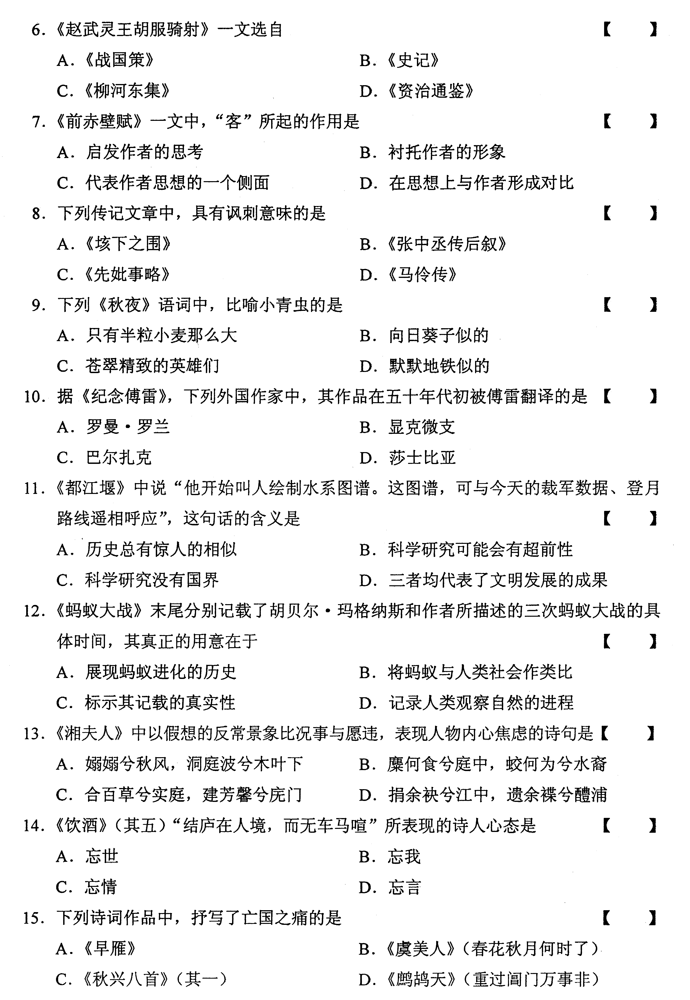 6．《赵武灵王胡服骑射》一文选自 【 】
A．《战国策》 B．《史记》
C．《柳河东集》 D．《资治通鉴》
7．《前赤壁赋》一文中，“客”所起的作用是 【 】
A．启发作者的思考 B．衬托作者的形象
C．代表作者思想的一个侧面 D．在思想上与作者形成对比
8．下列传记文章中，具有讽刺意味的是 【 】
A．《垓下之围》 B．《张中丞传后叙》
C．《先妣事略》 D．《马伶传》
9．下列《秋夜》语词中，比喻小青虫的是 【 】
A．只有半粒小麦那么大 B．向日葵子似的
C．苍翠精致的英雄们 D．默默地铁似的
10．据《纪念傅雷》，下列外国作家中，其作品在五十年代初被傅雷翻译的是 【 】
A．罗曼·罗兰 B．显克微支
C．巴尔扎克 D．莎士比亚
11．《都江堰》中说“他开始叫人绘制水系图谱。这图谱，可与今天的裁军数据、登月
路线遥相呼应”，这句话的含义是 【 】
A．历史总有惊人的相似 B．科学研究可能会有超前性
C．科学研究没有国界 D．三者均代表了文明发展的成果
12．《蚂蚁大战》末尾分别记载了胡贝尔·玛格纳斯和作者所描述的三次蚂蚁大战的具
体时间，其真正的用意在于 【 】
A．展现蚂蚁进化的历史 B．将蚂蚁与人类社会作类比
C．标示其记载的真实性 D．记录人类观察自然的进程
13．《湘夫人》中以假想的反常景象比况事与愿违，表现人物内心焦虑的诗句是【 】
A．嫋嫋兮秋风，洞庭波兮木叶下 B．麋何食兮庭中，蛟何为兮水裔
C．合百草兮实庭，建芳馨兮庑门 D．捐余袂兮江中，遗余褋兮醴浦
14．《饮酒》（其五）“结庐在人境，而无车马喧”所表现的诗人心态是 【 】
A．忘世 B．忘我
C．忘情 D．忘言
15．下列诗词作品中，抒写了亡国之痛的是 【 】
A．《早雁》 B．《虞美人》（春花秋月何时了）
C．《秋兴八首》（其一） D．《鹧鸪天》（重过阊门万事非）